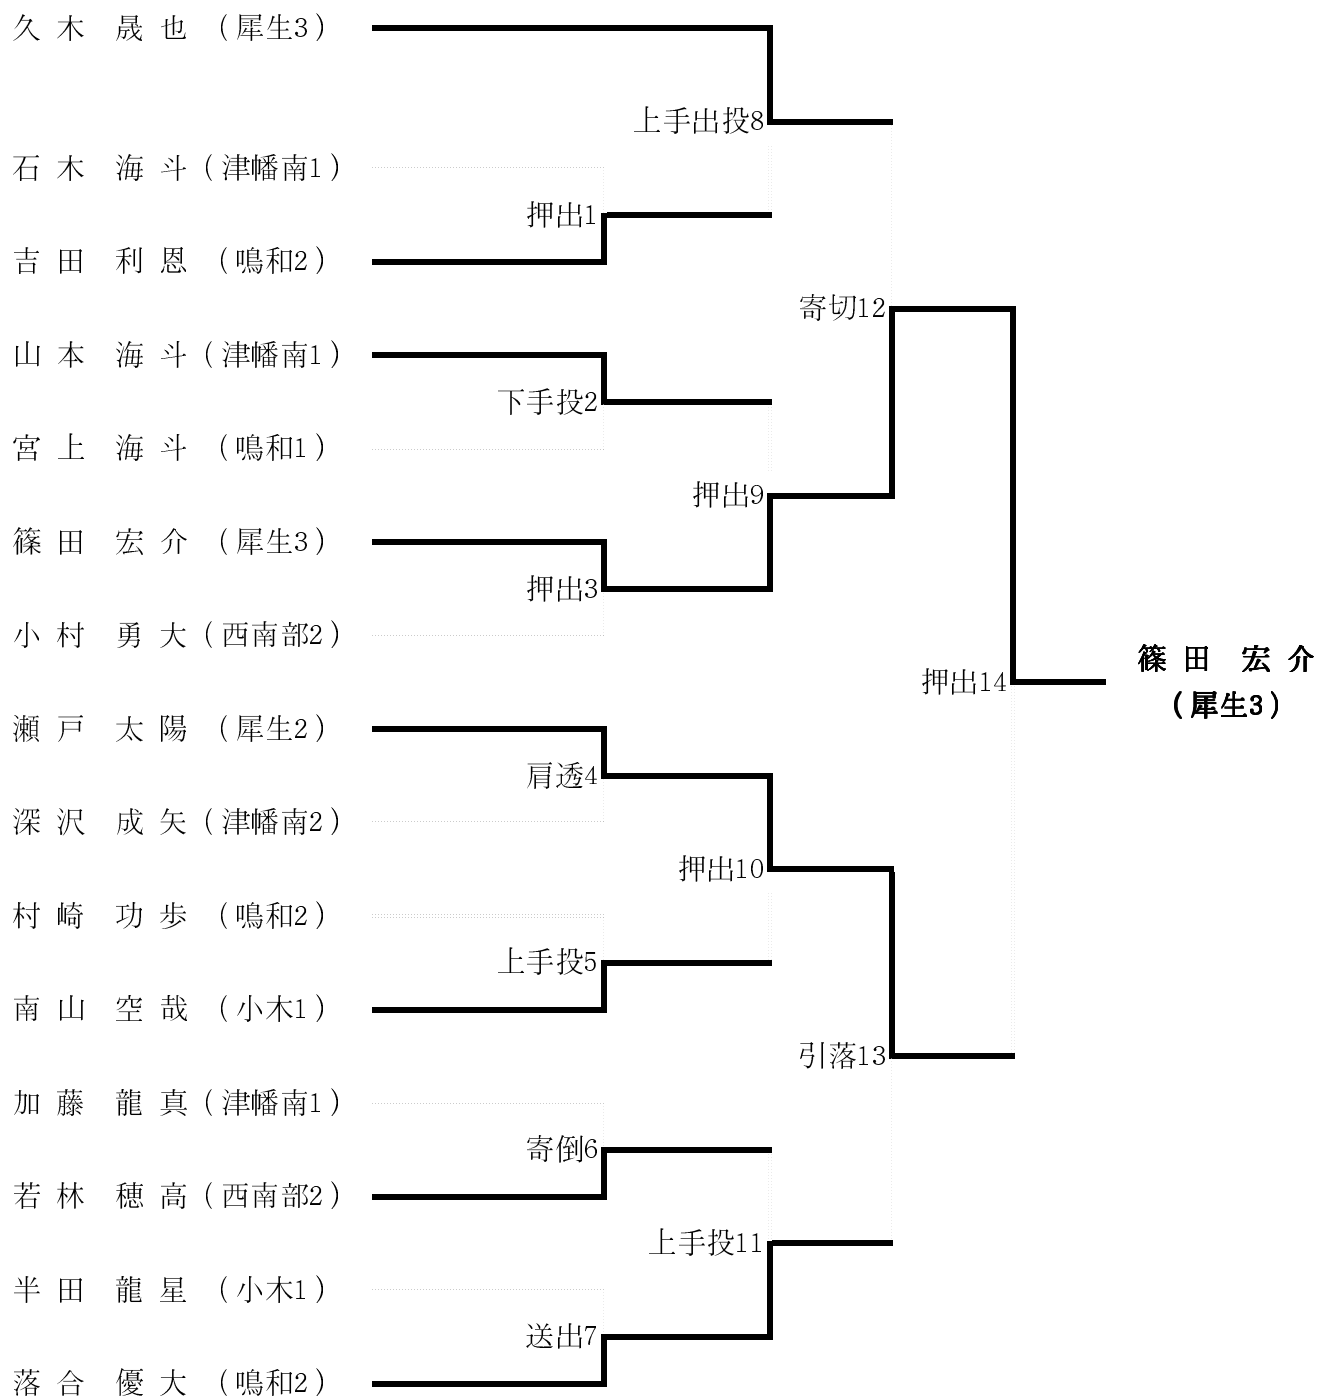 久木 晟也 (犀生3)
上手出投8
石木 海斗 (津幡南1)
押出1
吉田 利恩 (鳴和2)
寄切12
山本 海斗 (津幡南1)
下手投2
宮上 海斗 (鳴和1)
押出9
篠田 宏介 (犀生3)
押出3
小村 勇大 (西南部2)
篠田 宏介
(犀生3)
押出14
瀬戸 太陽 (犀生2)
肩透4
深沢 成矢 (津幡南2)
押出10
村崎 功歩 (鳴和2)
上手投5
南山 空哉 (小木1)
引落13
加藤 龍真 (津幡南1)
寄倒6
若林 穂高 (西南部2)
上手投11
半田 龍星 (小木1)
送出7
落合 優大 (鳴和2)